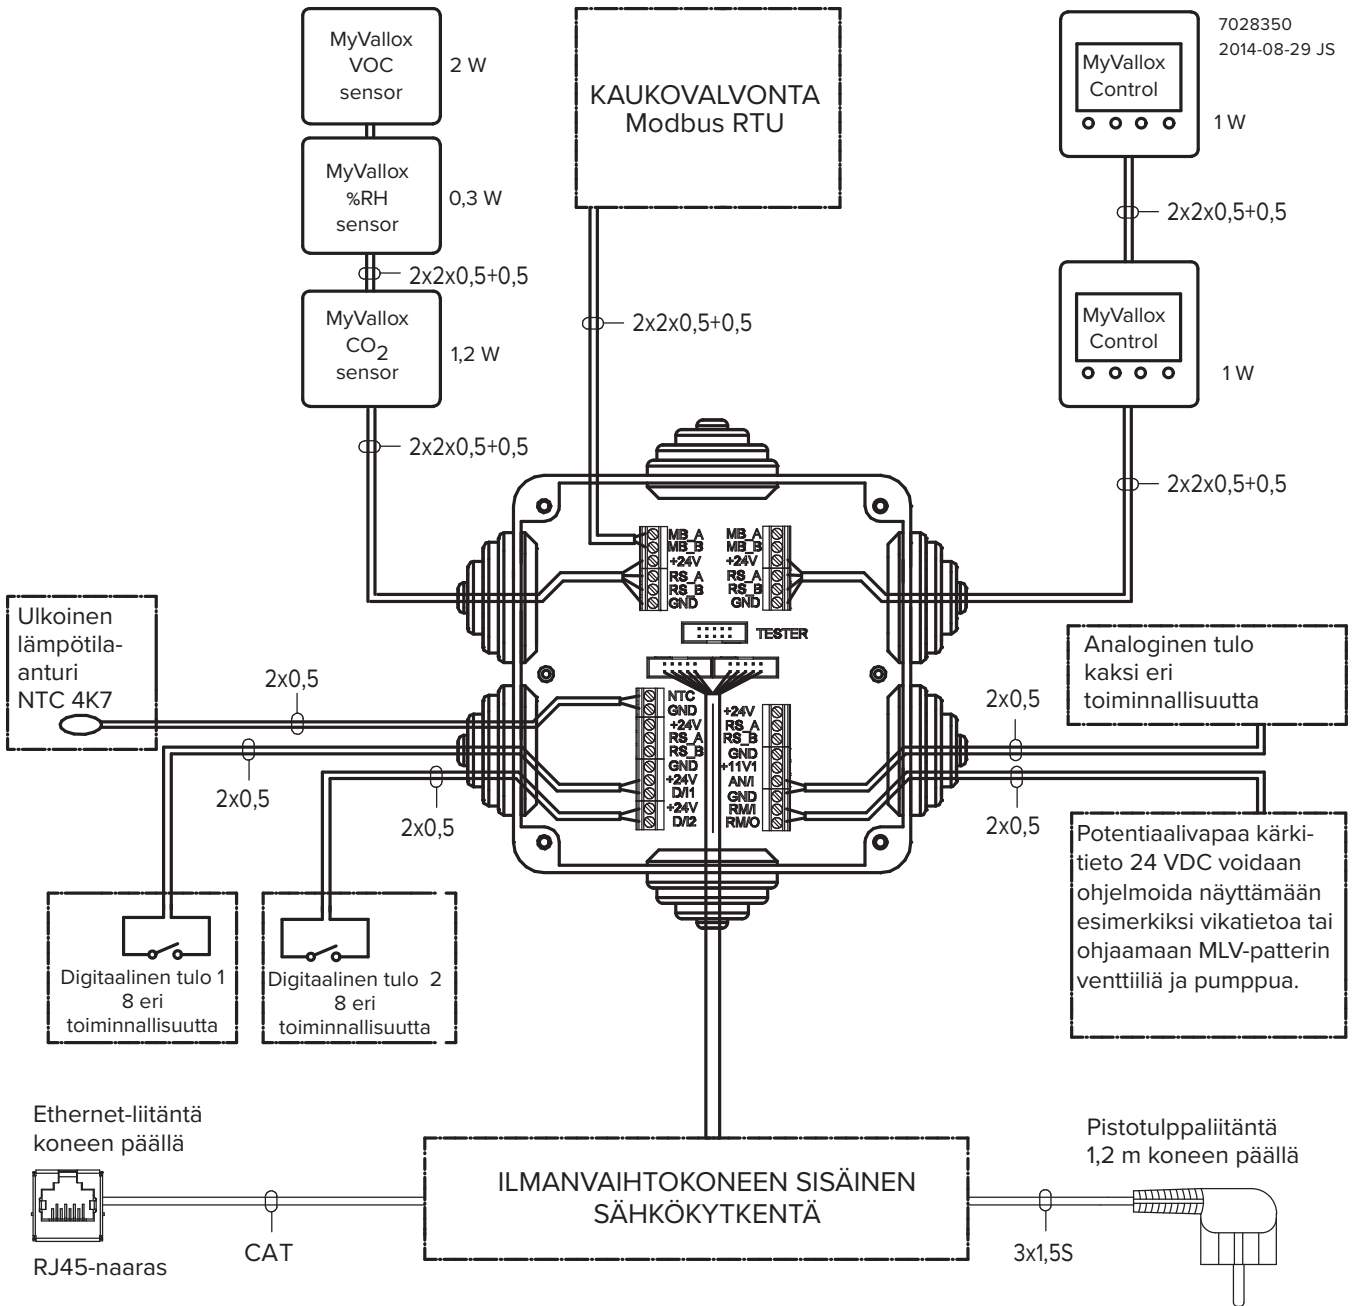 MyVallox
VOC
sensor
2 W
MyVallox
%RH
sensor
0,3 W
2x2x0,5+0,5
MyVallox
CO2
sensor
1,2 W
2x2x0,5+0,5
KAUKOVALVONTA
Modbus RTU
2x2x0,5+0,5
7028350
2014-08-29 JS
MyVallox
Control
1 W
2x2x0,5+0,5
MyVallox
Control
1 W
2x2x0,5+0,5
MB_A
MB_B
+24V
RS_A
RS_B
GND
MB_A
MB_B
+24V
RS_A
RS_B
GND
TESTER
NTC
GND
+24V
RS_A
RS_B
GND
+24V
D/I1
+24V
D/I2
+24V
RS_A
RS_B
GND
+11V1
AN/I
GND
RM/I
RM/O
Ulkoinen
lämpötila-
anturi
NTC 4K7
2x0,5
2x0,5
2x0,5
Analoginen tulo
kaksi eri
toiminnallisuutta
2x0,5
2x0,5
Potentiaalivapaa kärki-
tieto 24 VDC voidaan
ohjelmoida näyttämään
esimerkiksi vikatietoa tai
ohjaamaan MLV-patterin
venttiiliä ja pumppua.
Digitaalinen tulo 1
8 eri
toiminnallisuutta
Digitaalinen tulo 2
8 eri
toiminnallisuutta
Ethernet-liitäntä
koneen päällä
RJ45-naaras
CAT
ILMANVAIHTOKONEEN SISÄINEN
SÄHKÖKYTKENTÄ
3x1,5S
Pistotulppaliitäntä
1,2 m koneen päällä